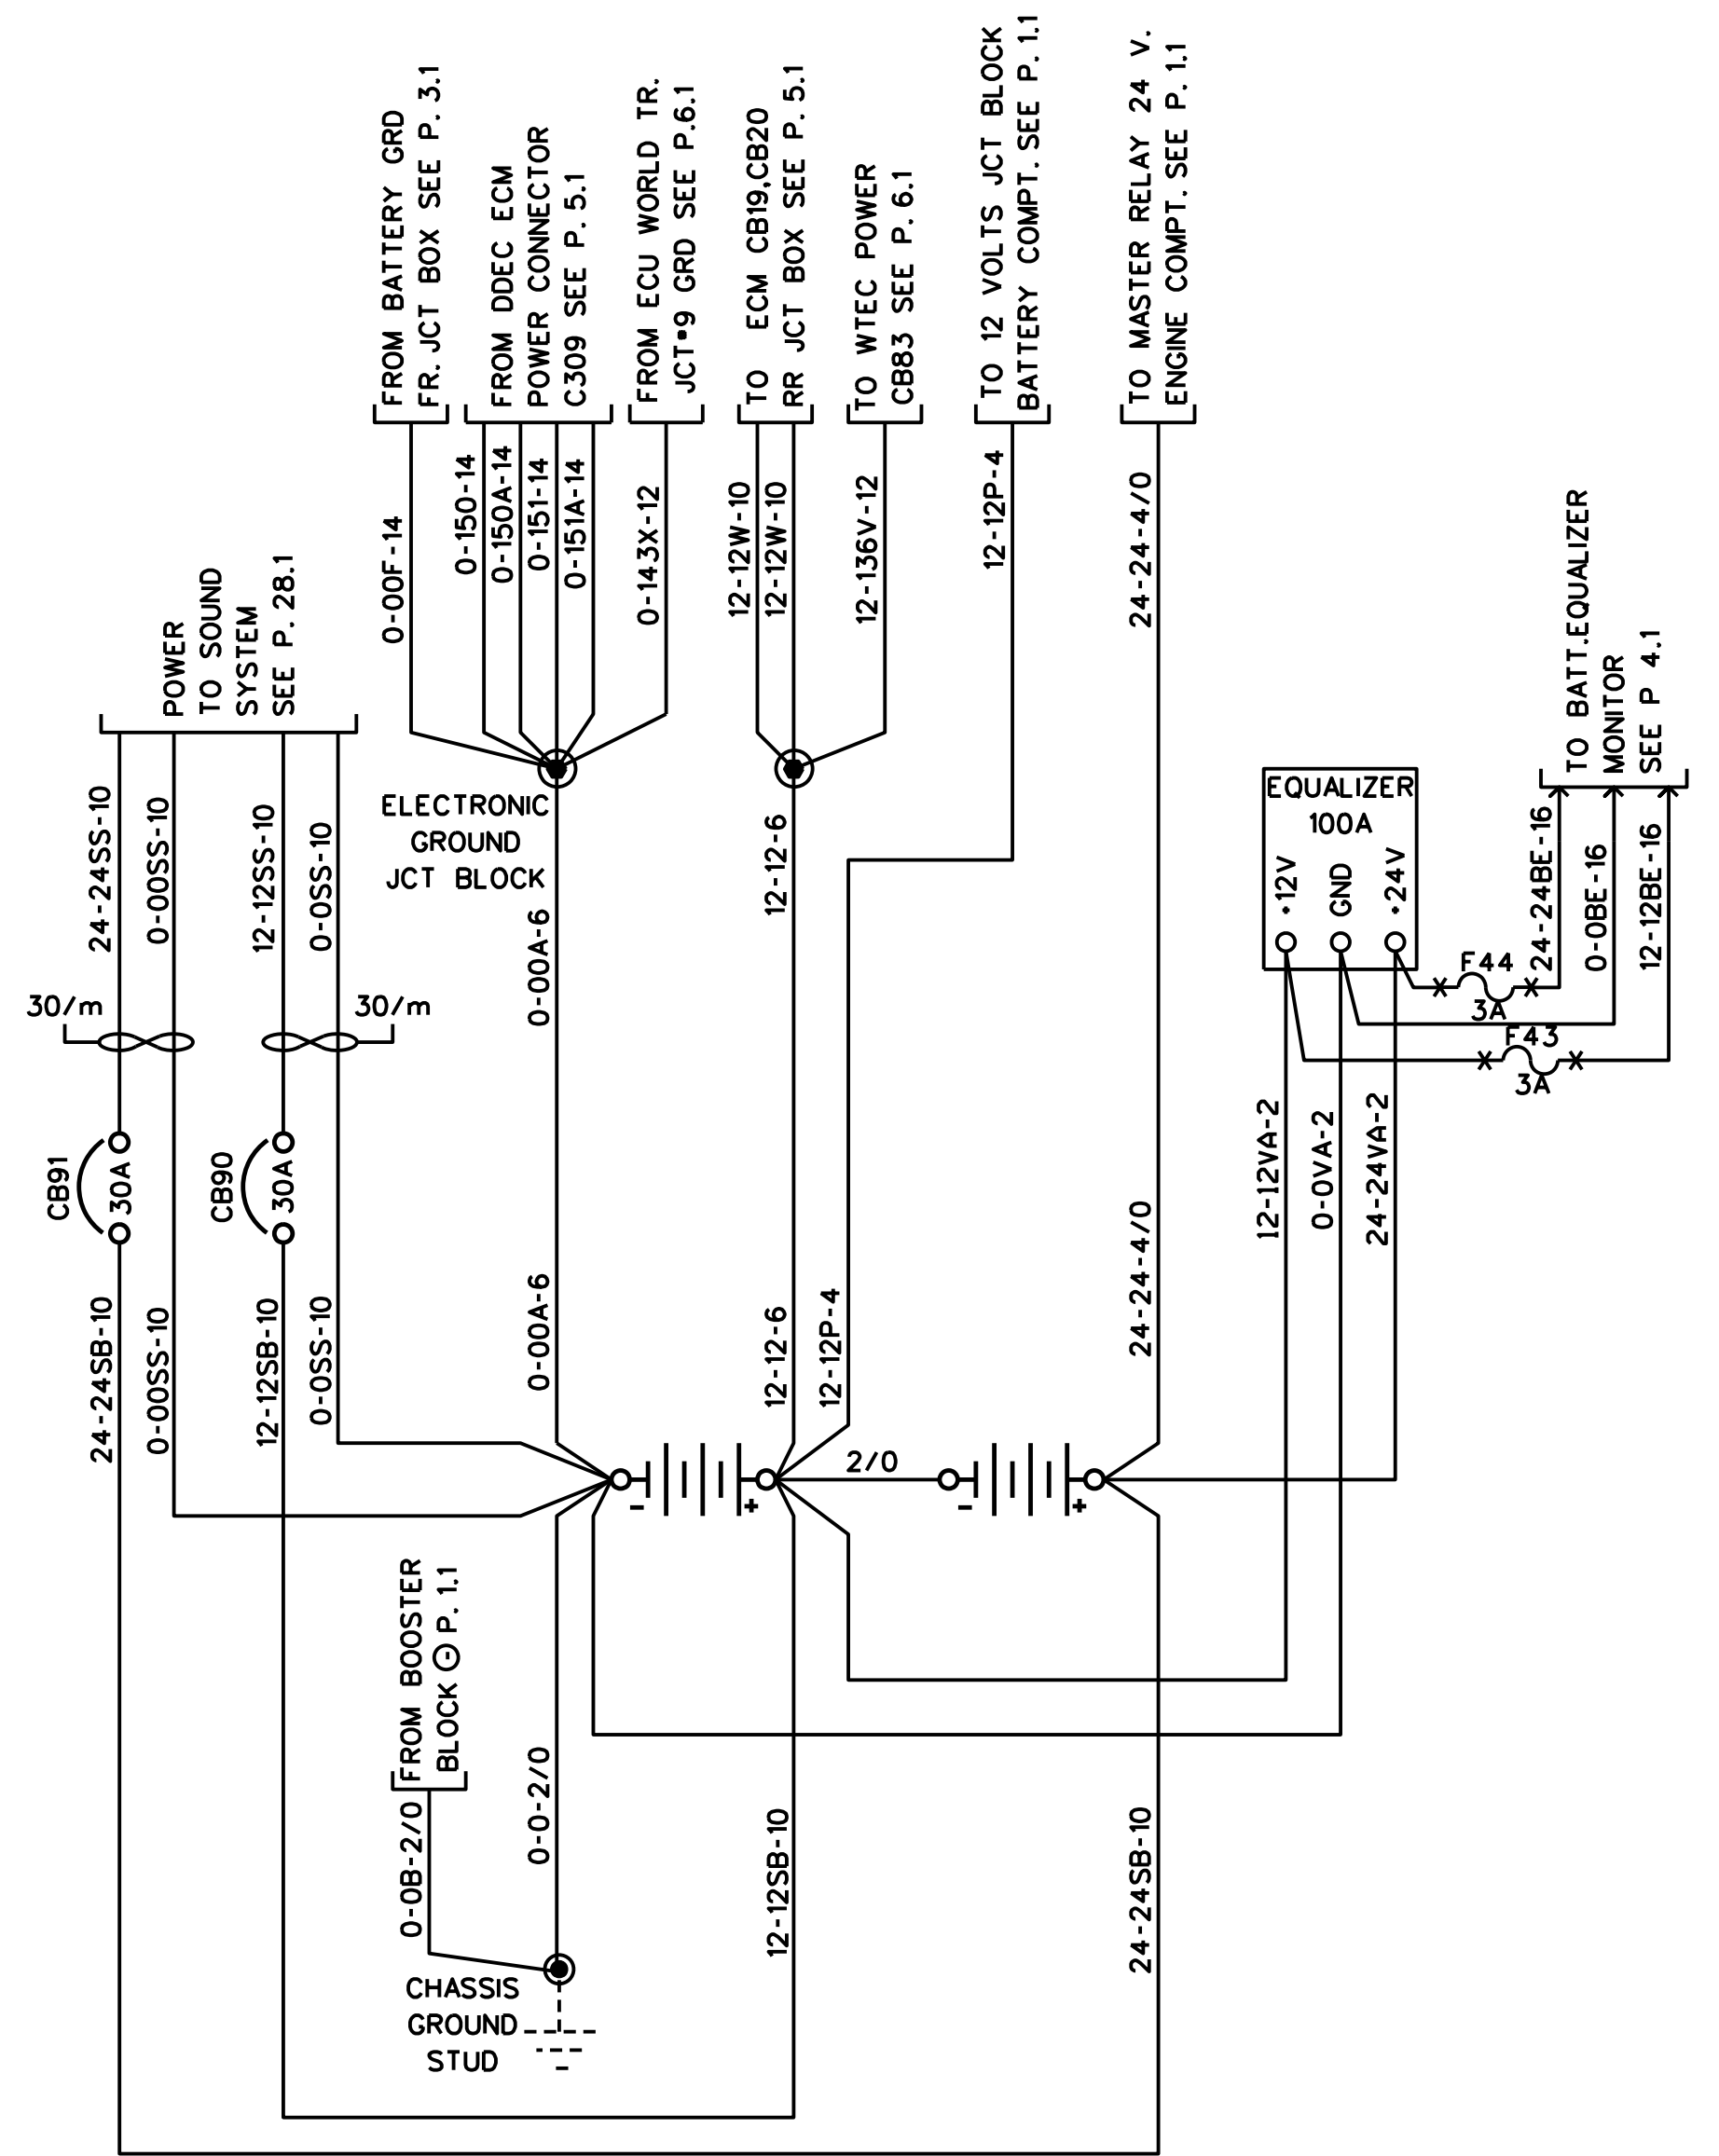 FROM BATTERY GRD
FR. JCT BOX SEE P. 3.1
FROM DDEC ECM
POWER CONNECTOR
C309 SEE P. 5.1
FROM ECU WORLD TR.
JCT*9 GRD SEE P.6.1
TO ECM CB19,CB20
RR JCT BOX SEE P. 5.1
TO WTEC POWER
CB83 SEE P. 6.1
TO 12 VOLTS JCT BLOCK
BATTERY COMPT. SEE P. 1.1
TO MASTER RELAY 24 V.
ENGINE COMPT. SEE P. 1.1
POWER
TO SOUND
SYSTEM
SEE P. 28.1
0-00F-14
0-150-14
0-150A-14
0-151-14
0-151A-14
0-143X-12
12-12W-10
12-12W-10
12-136V-12
12-12P-4
24-24-4/0
TO BATT.EQUALIZER
MONITOR
SEE P 4.1
24-24SS-10
0-00SS-10
12-12SS-10
0-0SS-10
ELECTRONIC
GROUND
JCT BLOCK
0-00A-6
12-12-6
EQUALIZER
100A
+12V
GND
+24V
24-24BE-16
0-0BE-16
12-12BE-16
F44
3A
F43
3A
30/m
30/m
CB91
30A
CB90
30A
12-12VA-2
0-0VA-2
24-24VA-2
24-24SB-10
0-00SS-10
12-12SB-10
0-0SS-10
0-00A-6
12-12-6
12-12P-4
24-24-4/0
2/0
- +
- +
FROM BOOSTER
BLOCK - P. 1.1
0-0B-2/0
0-0-2/0
12-12SB-10
24-24SB-10
CHASSIS
GROUND
STUD